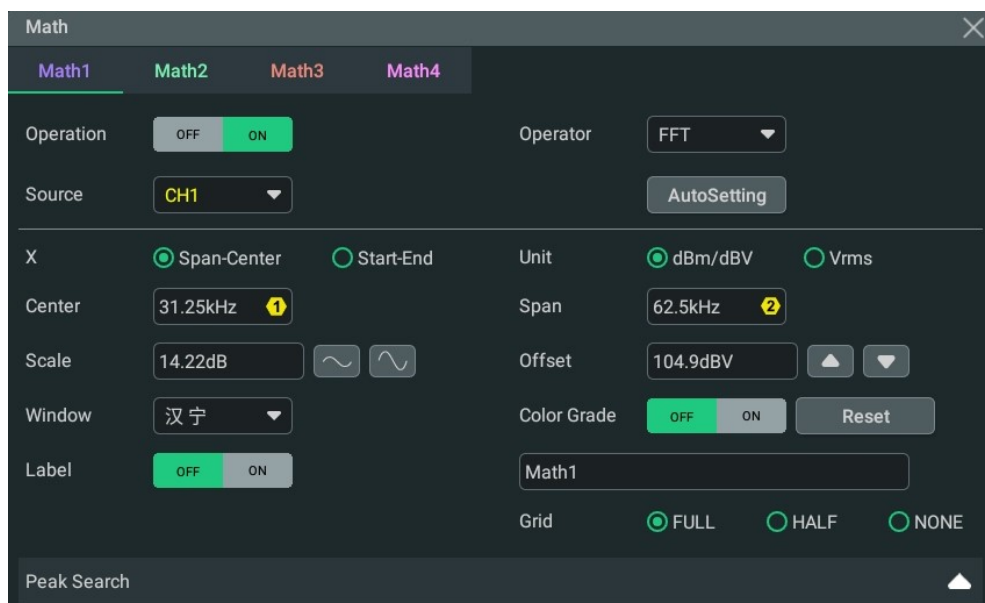 Math
Math1 Math2 Math3 Math4
Operation OFF ON Operator FFT
Source CH1 AutoSetting
X Span-Center Start-End Unit dBm/dBV Vrms
Center 31.25kHz 1 Span 62.5kHz 2
Scale 14.22dB Offset 104.9dBV
Window 汉宁 Color Grade OFF ON Reset
Label OFF ON Math1
Grid FULL HALF NONE
Peak Search